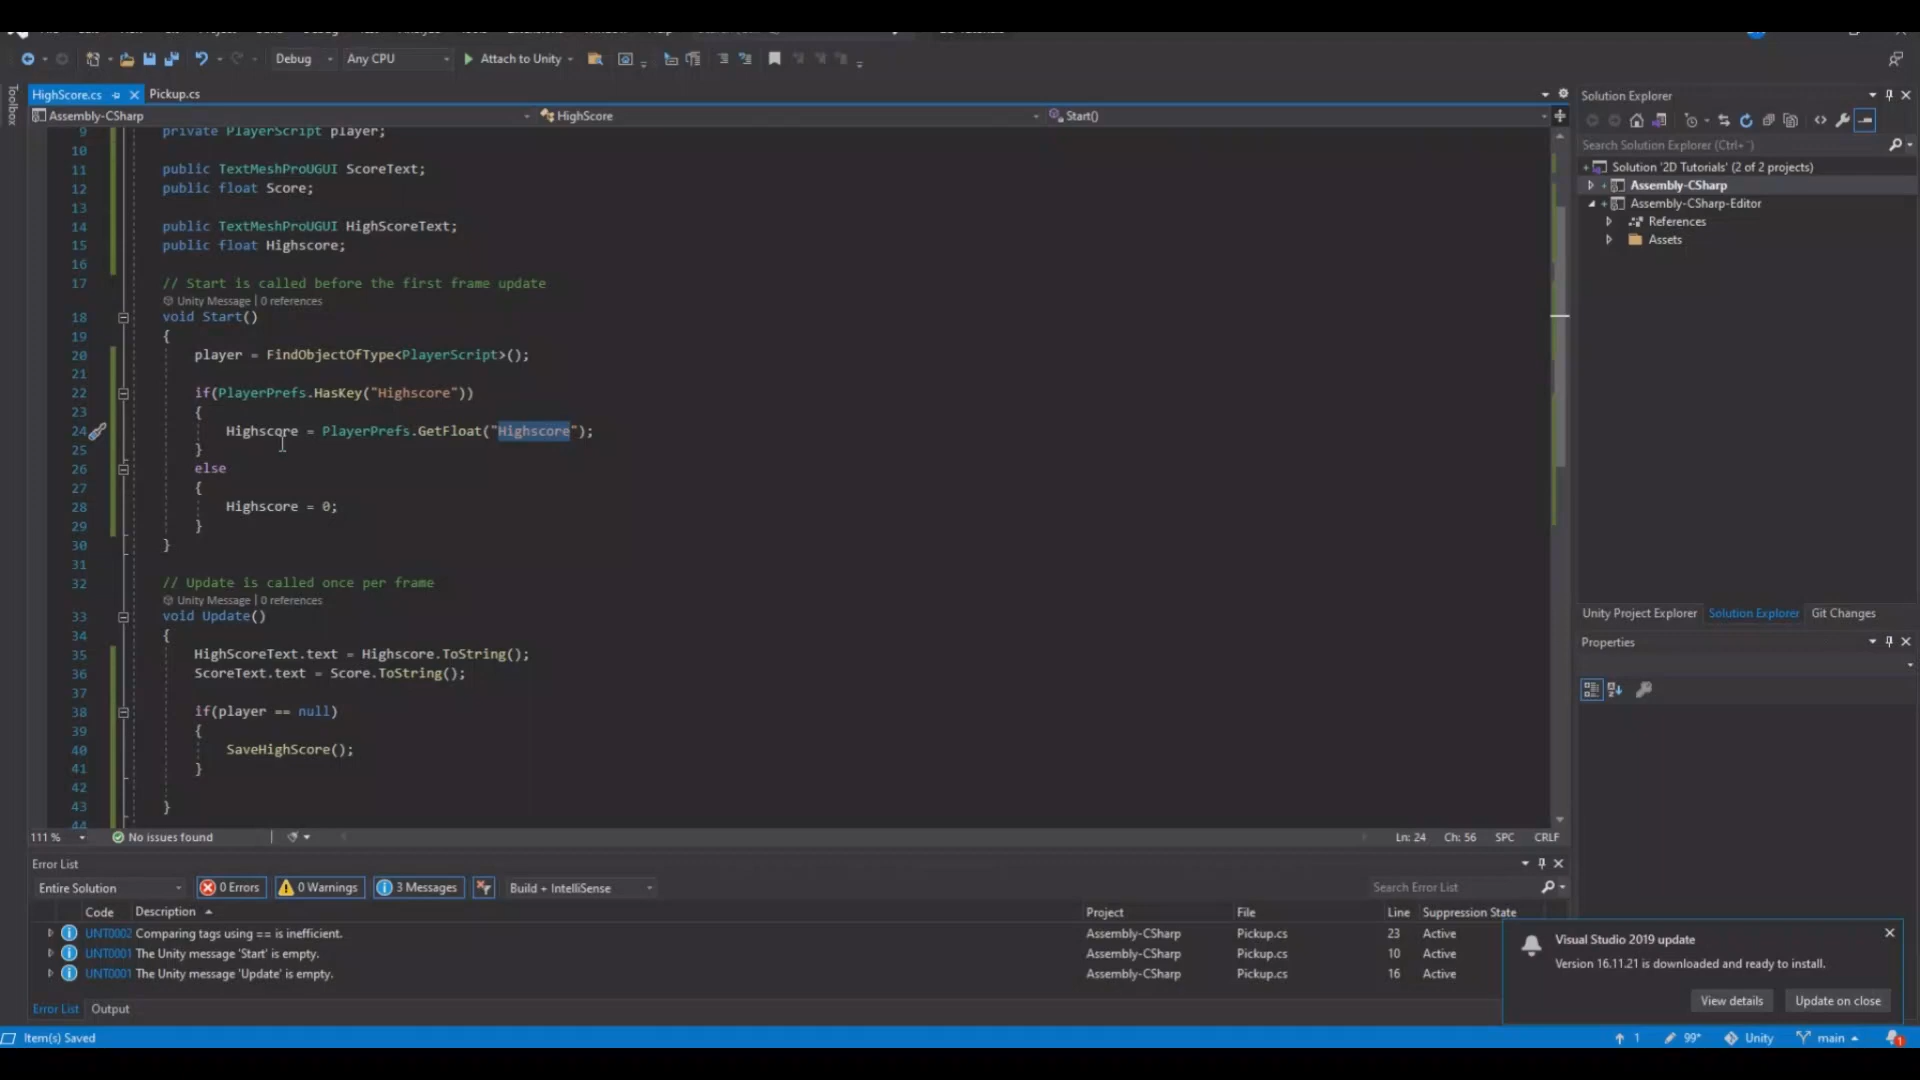 Debug Any CPU Attach to Unity
Toolbox
HighScore.cs Pickup.cs
Assembly-CSharp HighScore Start()
9 private PlayerScript player;
10
11 public TextMeshProUGUI ScoreText;
12 public float Score;
13
14 public TextMeshProUGUI HighScoreText;
15 public float Highscore;
16
17 // Start is called before the first frame update
Unity Message | 0 references
18 void Start()
19 {
20 player = FindObjectOfType<PlayerScript>();
21
22 if(PlayerPrefs.HasKey("Highscore"))
23 {
24 Highscore = PlayerPrefs.GetFloat("Highscore");
25 }
26 else
27 {
28 Highscore = 0;
29 }
30 }
31
32 // Update is called once per frame
Unity Message | 0 references
33 void Update()
34 {
35 HighScoreText.text = Highscore.ToString();
36 ScoreText.text = Score.ToString();
37
38 if(player == null)
39 {
40 SaveHighScore();
41 }
42
43 }
44
111 % No issues found Ln: 24 Ch: 56 SPC CRLF
Solution Explorer
Search Solution Explorer (Ctrl+¨)
Solution '2D Tutorials' (2 of 2 projects)
Assembly-CSharp
Assembly-CSharp-Editor
References
Assets
Unity Project Explorer Solution Explorer Git Changes
Properties
Error List
Entire Solution 0 Errors 0 Warnings 3 Messages Build + IntelliSense Search Error List
Code Description Project File Line Suppression State
UNT0002 Comparing tags using == is inefficient. Assembly-CSharp Pickup.cs 23 Active
UNT0001 The Unity message 'Start' is empty. Assembly-CSharp Pickup.cs 10 Active
UNT0001 The Unity message 'Update' is empty. Assembly-CSharp Pickup.cs 16 Active
Visual Studio 2019 update
Version 16.11.21 is downloaded and ready to install.
View details Update on close
Error List Output
Item(s) Saved 1 99* Unity main 1